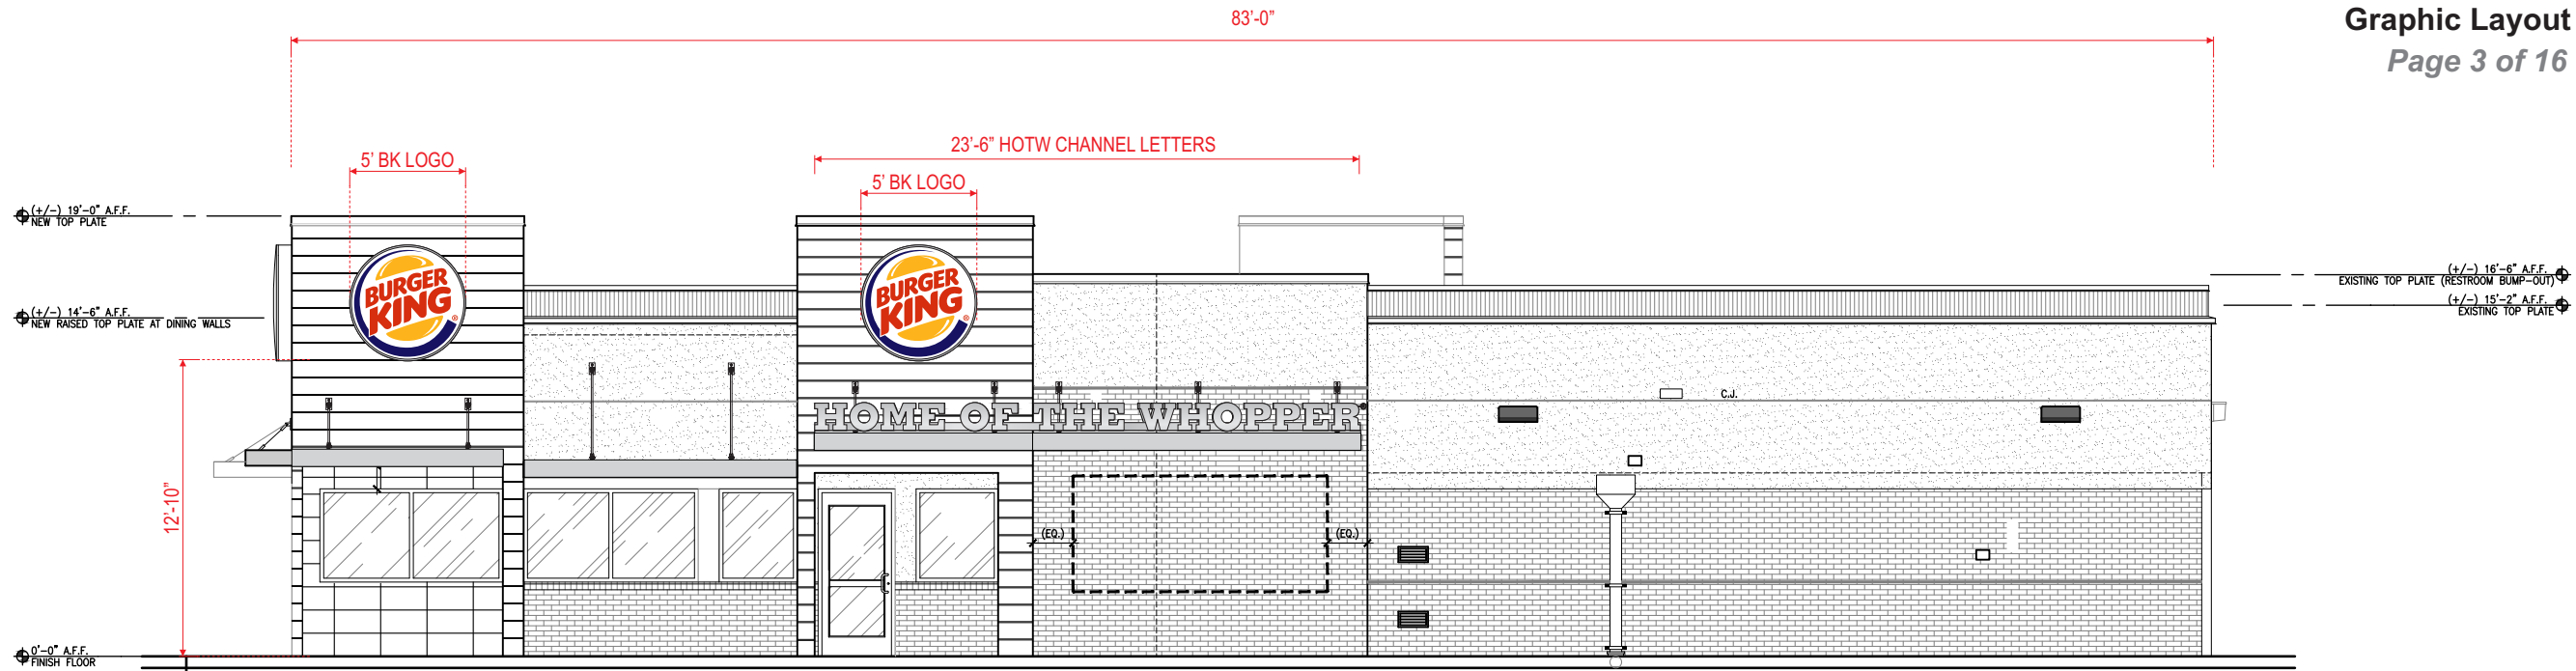 Graphic Layout
Page 3 of 16
83'-0"
23'-6" HOTW CHANNEL LETTERS
5' BK LOGO
5' BK LOGO
(+/-) 19'-0" A.F.F.
NEW TOP PLATE
(+/-) 14'-6" A.F.F.
NEW RAISED TOP PLATE AT DINING WALLS
(+/-) 16'-6" A.F.F.
EXISTING TOP PLATE (RESTROOM BUMP-OUT)
(+/-) 15'-2" A.F.F.
EXISTING TOP PLATE
BURGER
KING
®
BURGER
KING
®
C.J.
HOME OF THE WHOPPER®
12'-10"
(EQ.)
(EQ.)
0'-0" A.F.F.
FINISH FLOOR